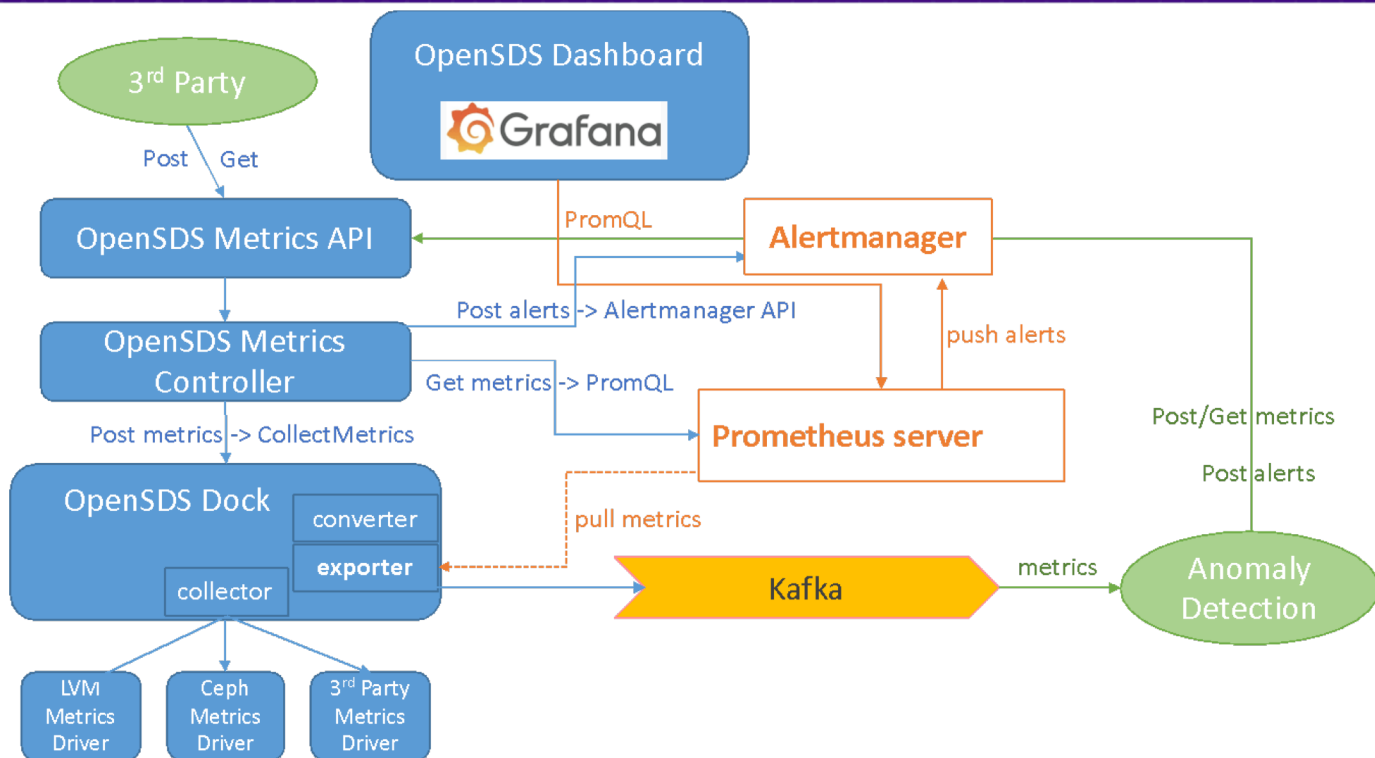 3rd Party
OpenSDS Dashboard
Grafana
Post Get
OpenSDS Metrics API
PromQL
Alertmanager
Post alerts -> Alertmanager API
push alerts
OpenSDS Metrics
Controller
Get metrics -> PromQL
Post metrics -> CollectMetrics
Prometheus server
Post/Get metrics
Post alerts
OpenSDS Dock
converter
exporter
collector
pull metrics
Kafka
metrics
Anomaly
Detection
LVM
Metrics
Driver
Ceph
Metrics
Driver
3rd Party
Metrics
Driver